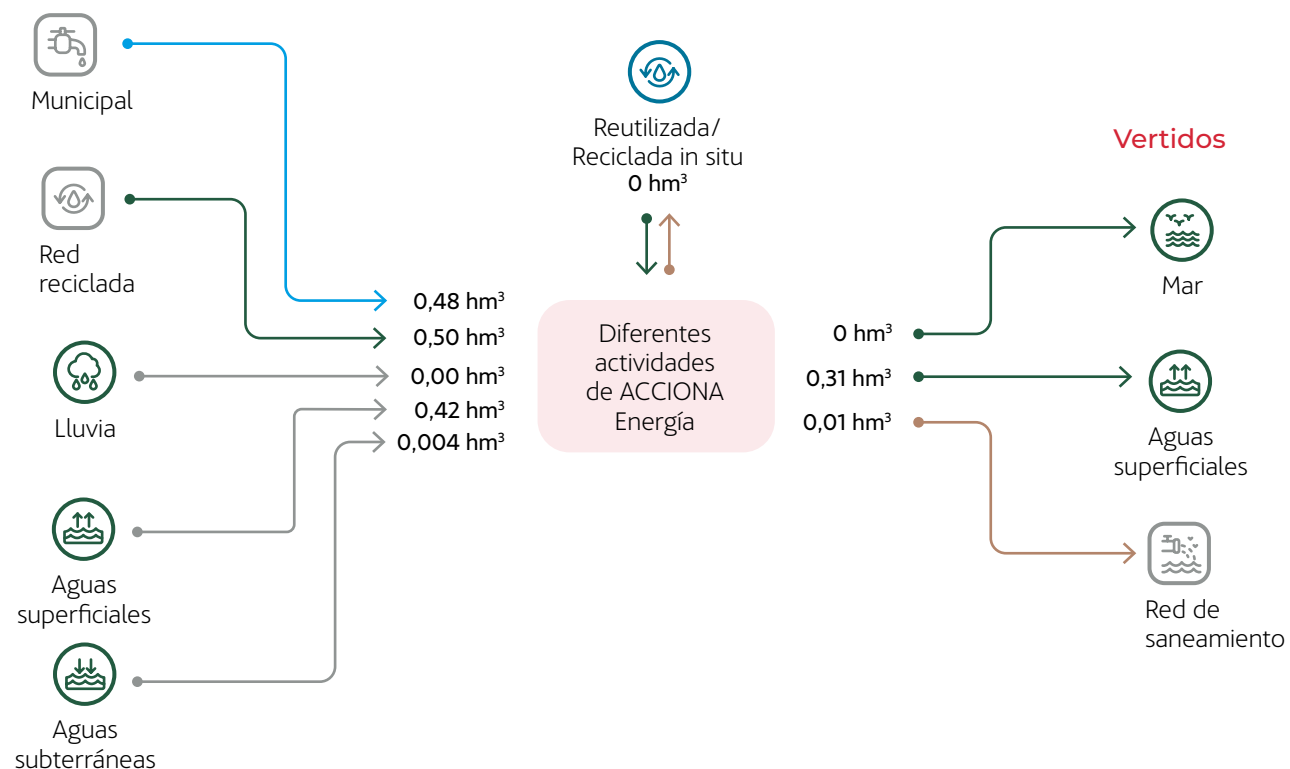 Municipal
Red
reciclada
Lluvia
Aguas
superficiales
Aguas
subterráneas
0,48 hm³
0,50 hm³
0,00 hm³
0,42 hm³
0,004 hm³
Reutilizada/
Reciclada in situ
0 hm³
Diferentes
actividades
de ACCIONA
Energía
0 hm³
0,31 hm³
0,01 hm³
Vertidos
Mar
Aguas
superficiales
Red de
saneamiento